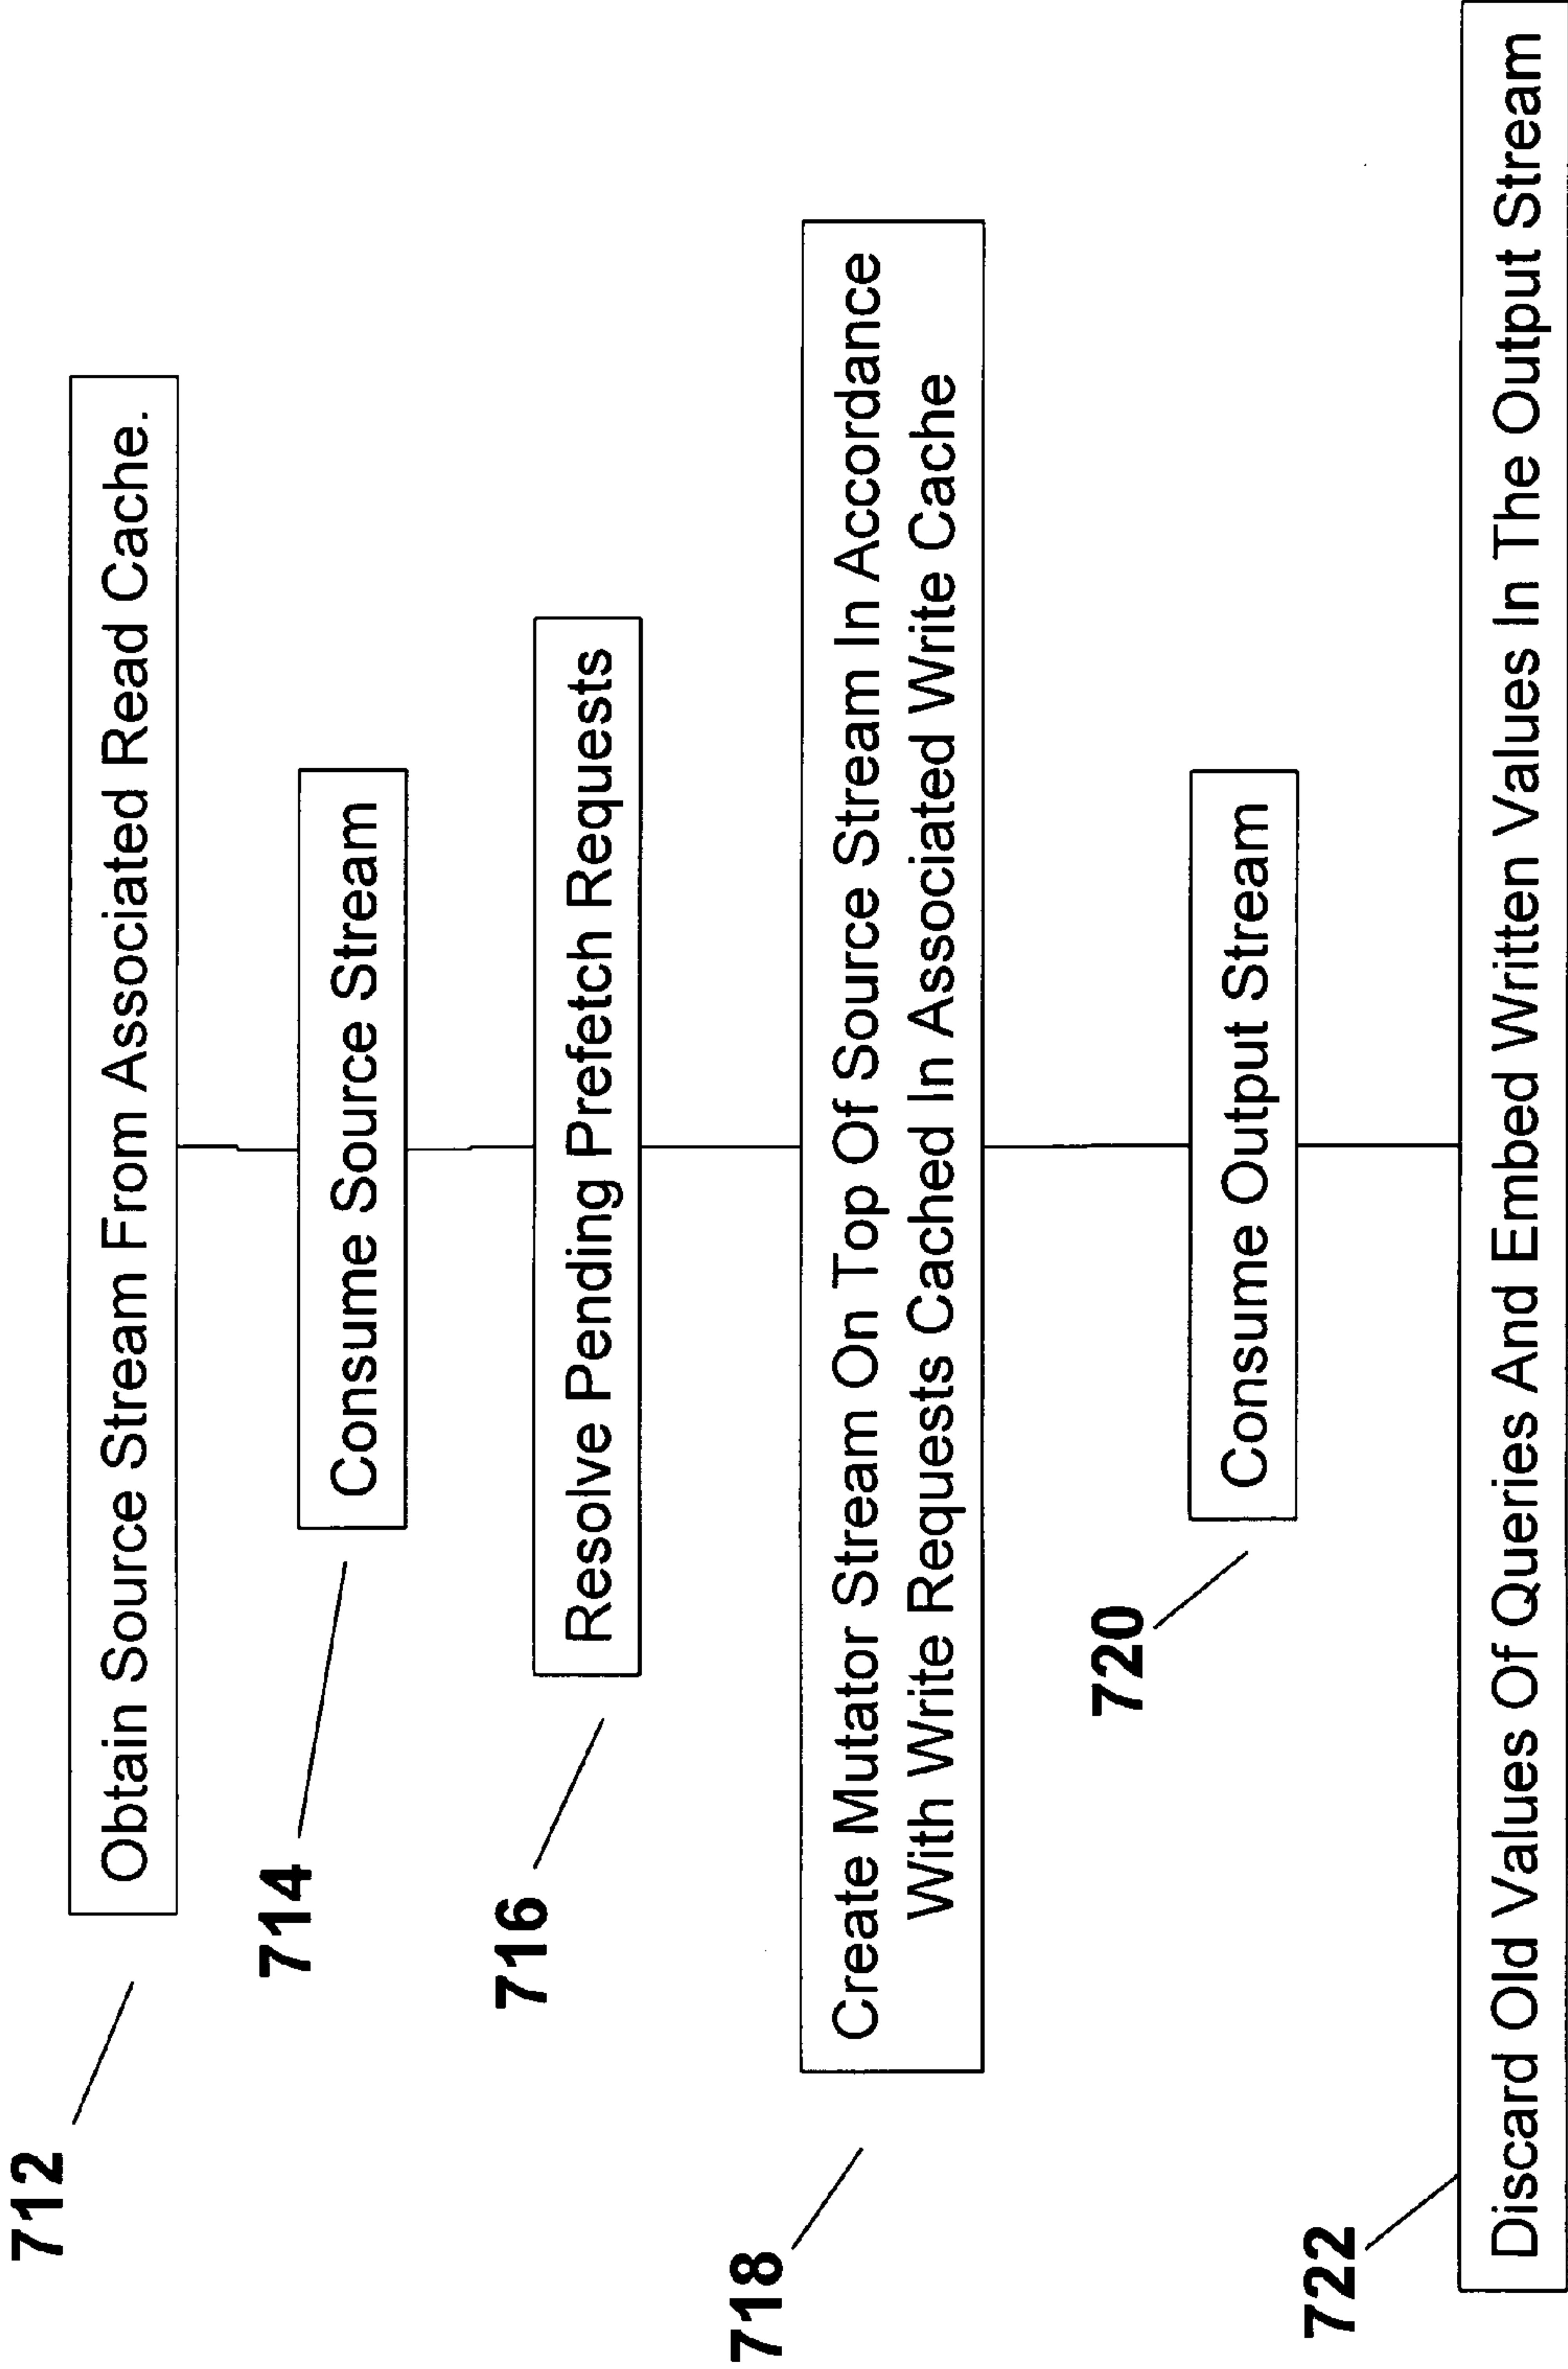 712
Obtain Source Stream From Associated Read Cache.
714
Consume Source Stream
716
Resolve Pending Prefetch Requests
718
Create Mutator Stream On Top Of Source Stream In Accordance
With Write Requests Cached In Associated Write Cache
720
Consume Output Stream
722
Discard Old Values Of Queries And Embed Written Values In The Output Stream